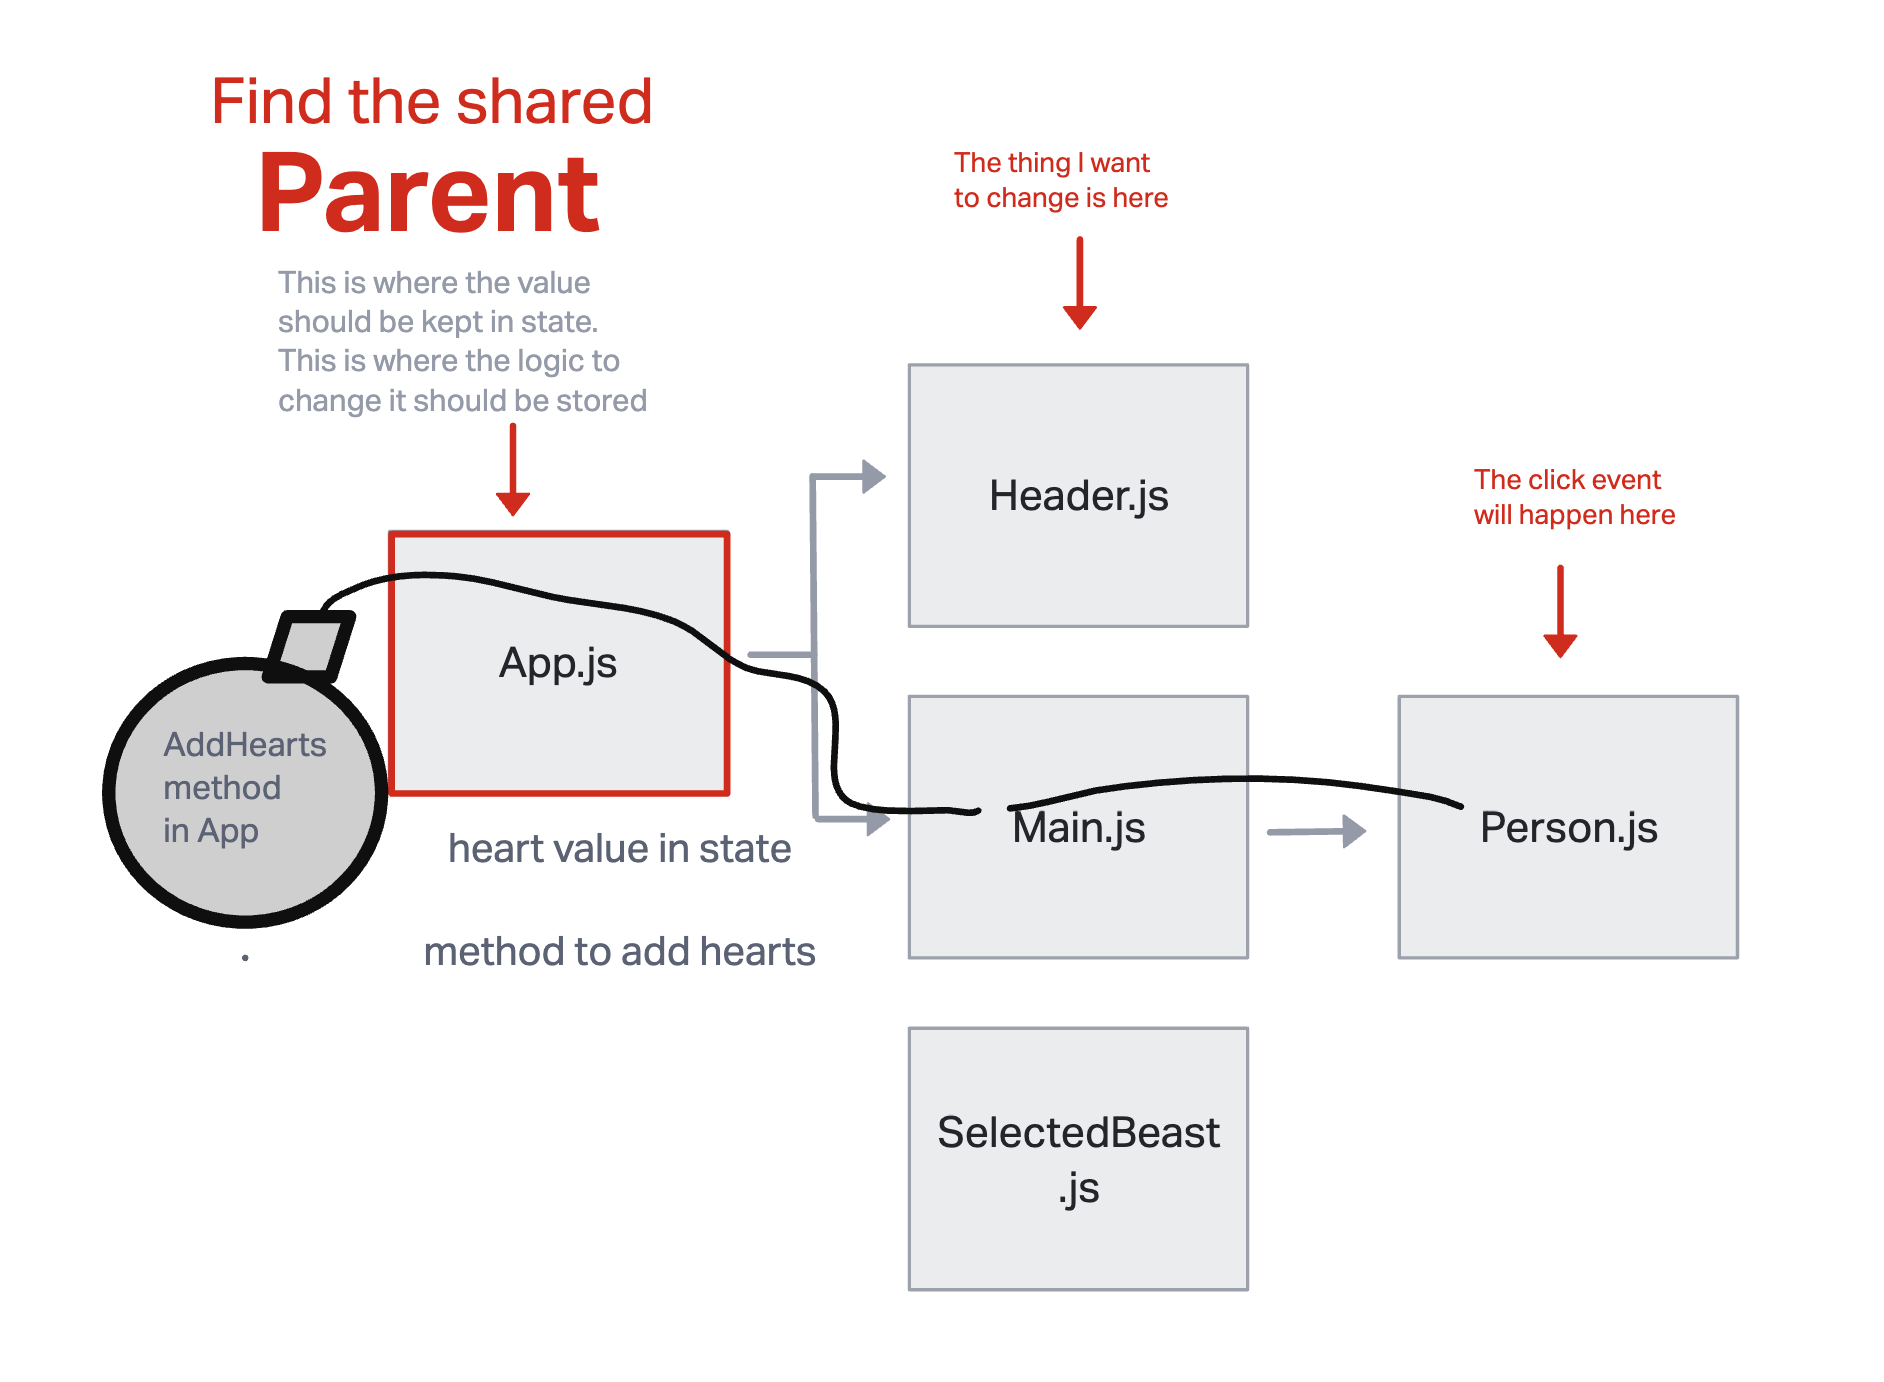 Find the shared
Parent
This is where the value
should be kept in state.
This is where the logic to
change it should be stored
The thing I want
to change is here
Header.js
The click event
will happen here
App.js
AddHearts
method
in App
.
heart value in state
method to add hearts
Main.js
Person.js
SelectedBeast
.js